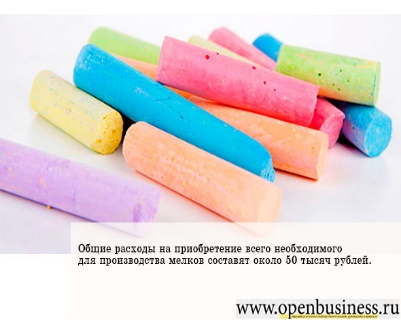 Общие расходы на приобретение всего необходимого
для производства мелков составят около 50 тысяч рублей.
www.openbusiness.ru